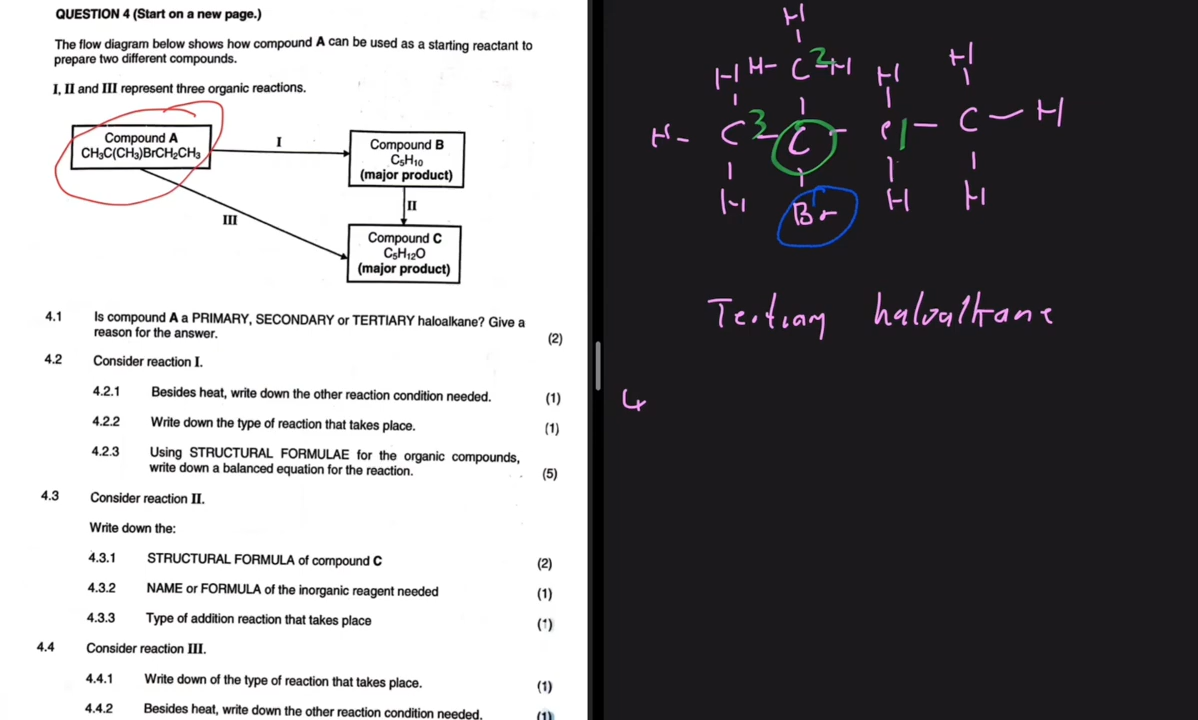 QUESTION 4 (Start on a new page.)
The flow diagram below shows how compound A can be used as a starting reactant to
prepare two different compounds.
I, II and III represent three organic reactions.
Compound A
CH₃C(CH₃)BrCH₂CH₃
I
Compound B
C₅H₁₀
(major product)
II
III
Compound C
C₅H₁₂O
(major product)
4.1 Is compound A a PRIMARY, SECONDARY or TERTIARY haloalkane? Give a
reason for the answer. (2)
4.2 Consider reaction I.
4.2.1 Besides heat, write down the other reaction condition needed. (1)
4.2.2 Write down the type of reaction that takes place. (1)
4.2.3 Using STRUCTURAL FORMULAE for the organic compounds,
write down a balanced equation for the reaction. (5)
4.3 Consider reaction II.
Write down the:
4.3.1 STRUCTURAL FORMULA of compound C (2)
4.3.2 NAME or FORMULA of the inorganic reagent needed (1)
4.3.3 Type of addition reaction that takes place (1)
4.4 Consider reaction III.
4.4.1 Write down of the type of reaction that takes place. (1)
4.4.2 Besides heat, write down the other reaction condition needed. (1)
H
H H- C 2 -H H H
H- C 3 - C - C 1 - C - H
H Br H H
Tertiary haloalkane
4